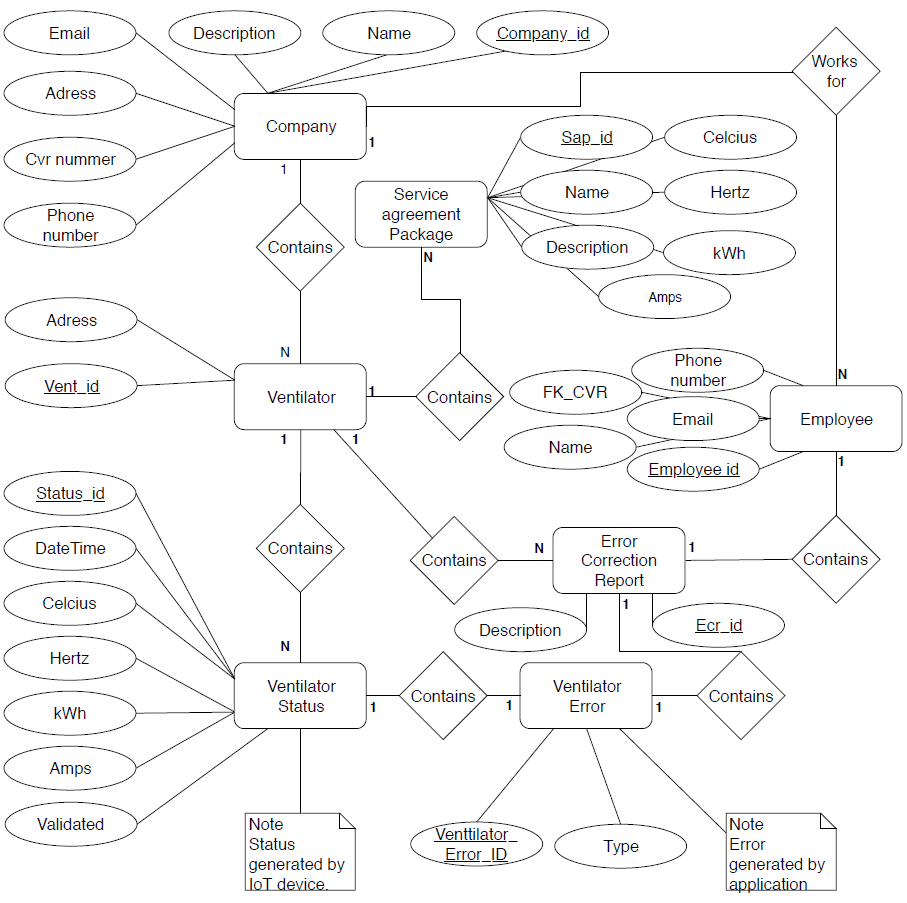 Email
Description
Name
Company_id
Works
for
Adress
Company
1
1
Cvr nummer
Sap_id
Celcius
Phone
number
Contains
Service
agreement
Package
Name
Hertz
N
Description
kWh
Amps
Adress
N
Vent_id
Ventilator
1
1
1
Contains
Phone
number
N
FK_CVR
Email
Employee
Name
Employee id
1
Status_id
DateTime
Contains
Contains
N
Error
Correction
Report
1
Contains
Celcius
1
Description
Ecr_id
Hertz
N
Ventilator
Status
1
Contains
1
Ventilator
Error
1
Contains
kWh
Amps
Validated
Note
Status
generated by
IoT device.
Venttilator_
Error_ID
Type
Note
Error
generated by
application